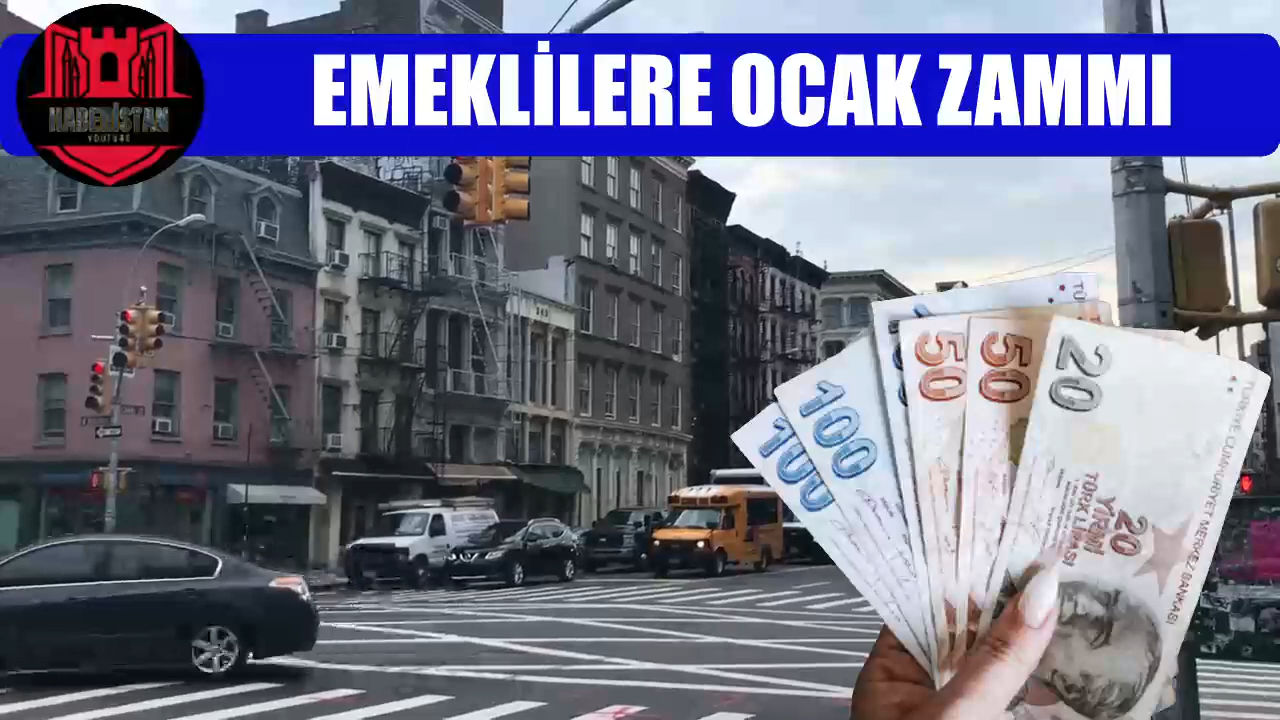 EMEKLİLERE OCAK ZAMMI
HABERİSTAN
YOUTUBE
100
100
50
50
20
TÜRKİYE CUMHURİYET MERKEZ BANKASI
20
YİRMİ
TÜRK LİRASI